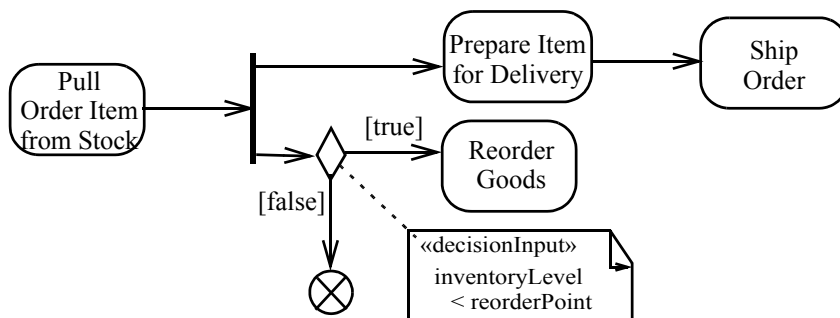 Pull
Order Item
from Stock
Prepare Item
for Delivery
Ship
Order
[true]
Reorder
Goods
[false]
«decisionInput»
inventoryLevel
< reorderPoint